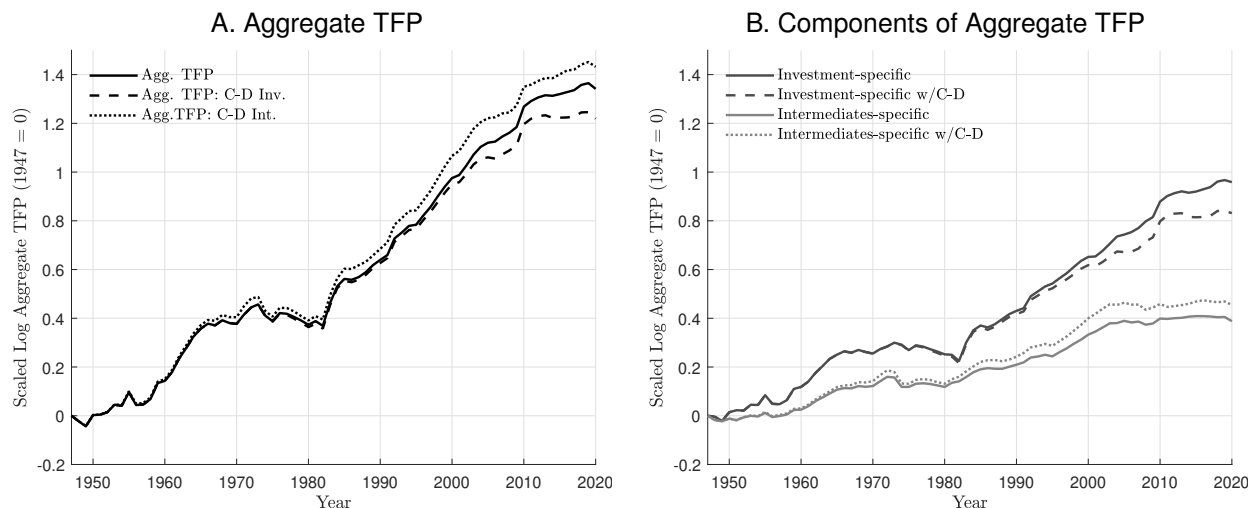 A. Aggregate TFP
Scaled Log Aggregate TFP (1947 = 0)
1.4
1.2
1
0.8
0.6
0.4
0.2
0
-0.2
Agg. TFP
Agg. TFP: C-D Inv.
Agg.TFP: C-D Int.
1950 1960 1970 1980 1990 2000 2010 2020
Year
B. Components of Aggregate TFP
Scaled Log Aggregate TFP (1947 = 0)
1.4
1.2
1
0.8
0.6
0.4
0.2
0
-0.2
Investment-specific
Investment-specific w/C-D
Intermediates-specific
Intermediates-specific w/C-D
1950 1960 1970 1980 1990 2000 2010 2020
Year